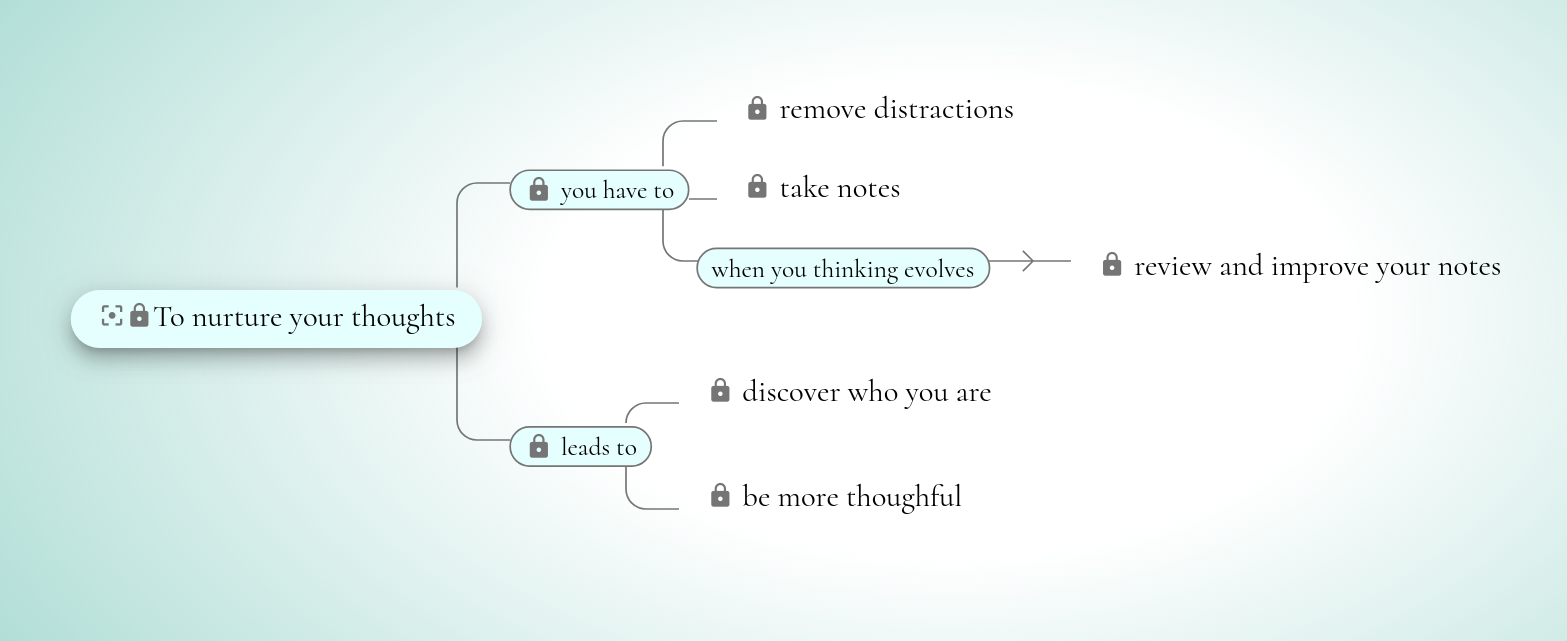 To nurture your thoughts
you have to
remove distractions
take notes
when you thinking evolves
review and improve your notes
leads to
discover who you are
be more thoughful